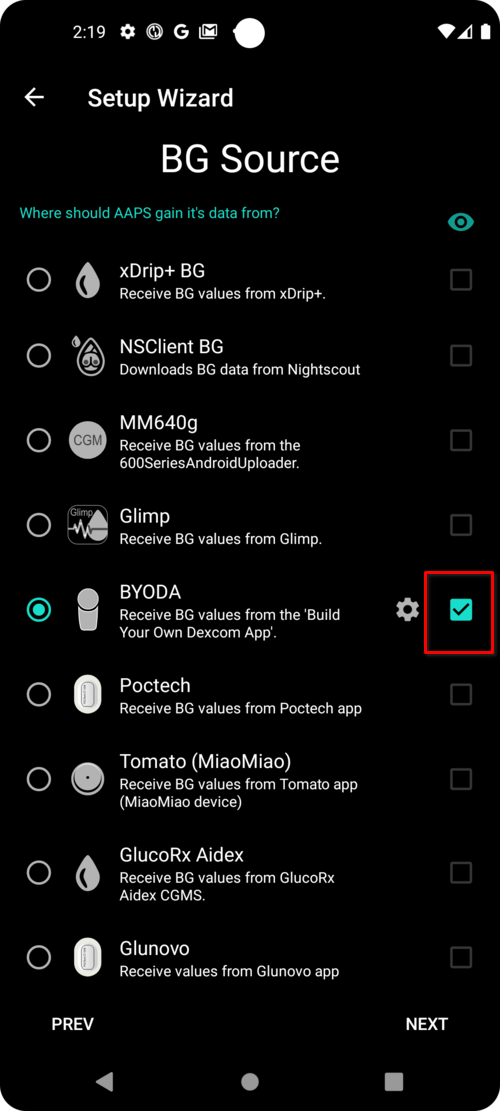 2:19
Setup Wizard
BG Source
Where should AAPS gain it's data from?
xDrip+ BG
Receive BG values from xDrip+.
NSClient BG
Downloads BG data from Nightscout
CGM
MM640g
Receive BG values from the
600SeriesAndroidUploader.
Glimp
Glimp
Receive BG values from Glimp.
BYODA
Receive BG values from the 'Build
Your Own Dexcom App'.
Poctech
Receive BG values from Poctech app
Tomato (MiaoMiao)
Receive BG values from Tomato app
(MiaoMiao device)
GlucoRx Aidex
Receive BG values from GlucoRx
Aidex CGMS.
Glunovo
Receive values from Glunovo app
PREV
NEXT